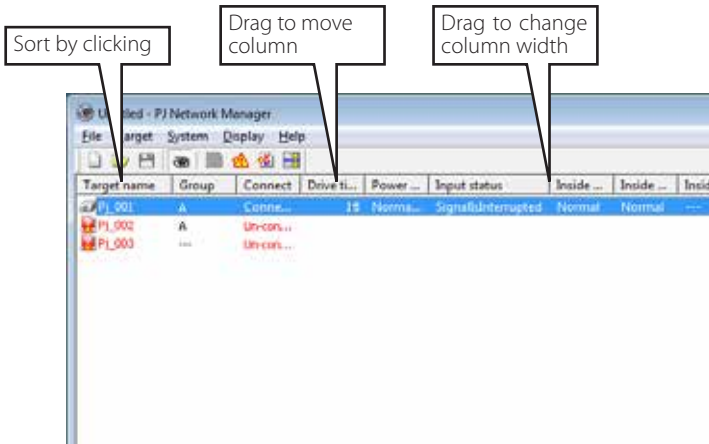 Sort by clicking
Drag to move
column
Drag to change
column width
Untitled - PJ Network Manager
File Target System Display Help
Target name Group Connect Drive ti... Power ... Input status Inside ... Inside ... Insid
Pj_001 A Conne... 18 Norma... SignalIsInterrupted Normal Normal ---
Pj_002 A Un-con...
Pj_003 --- Un-con...